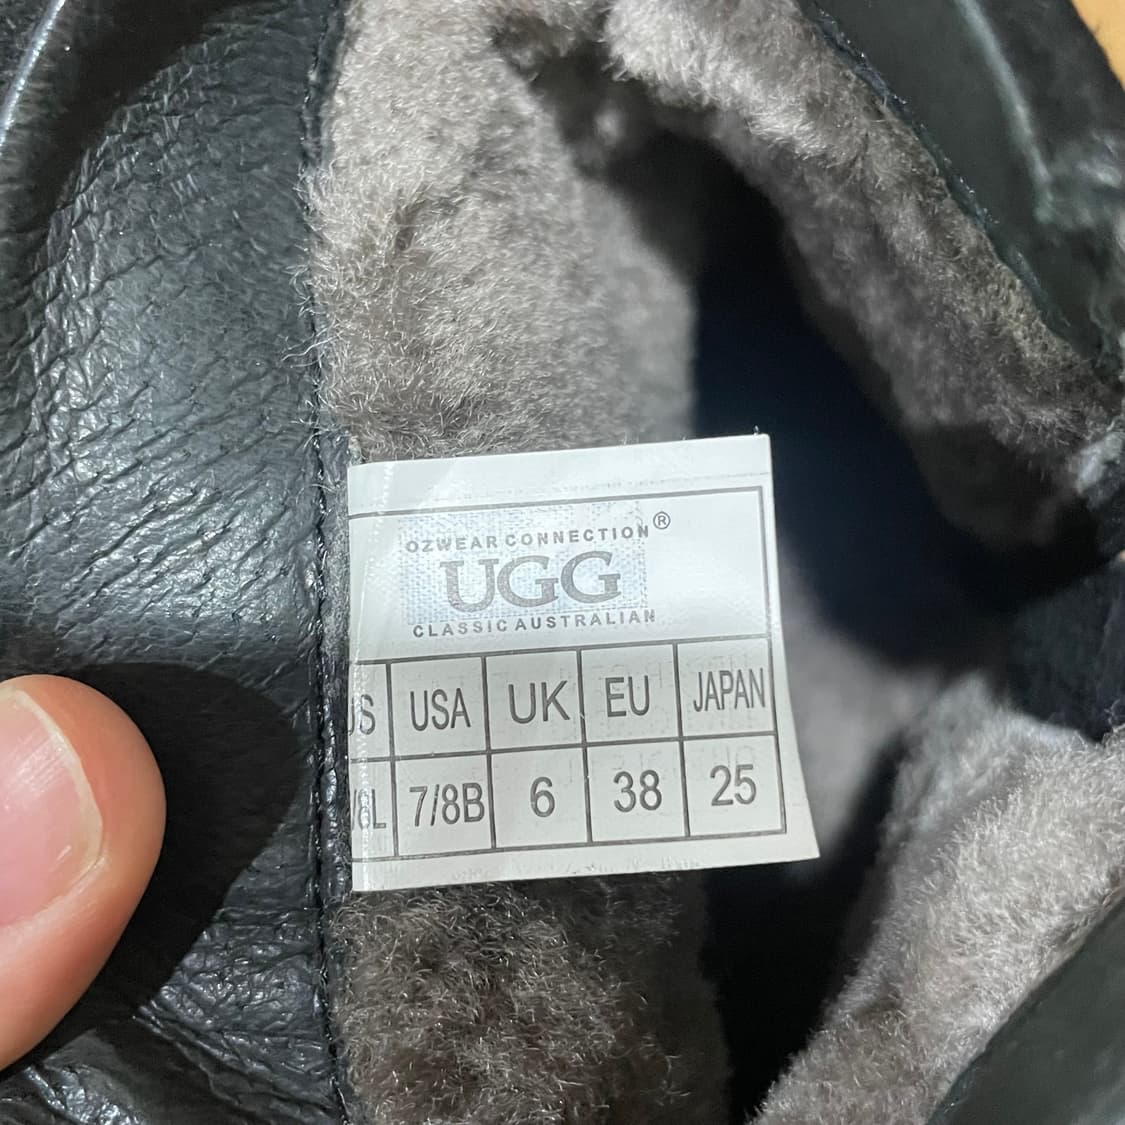 OZWEAR CONNECTION®
UGG
CLASSIC AUSTRALIAN
USA UK EU JAPAN
7/8B 6 38 25